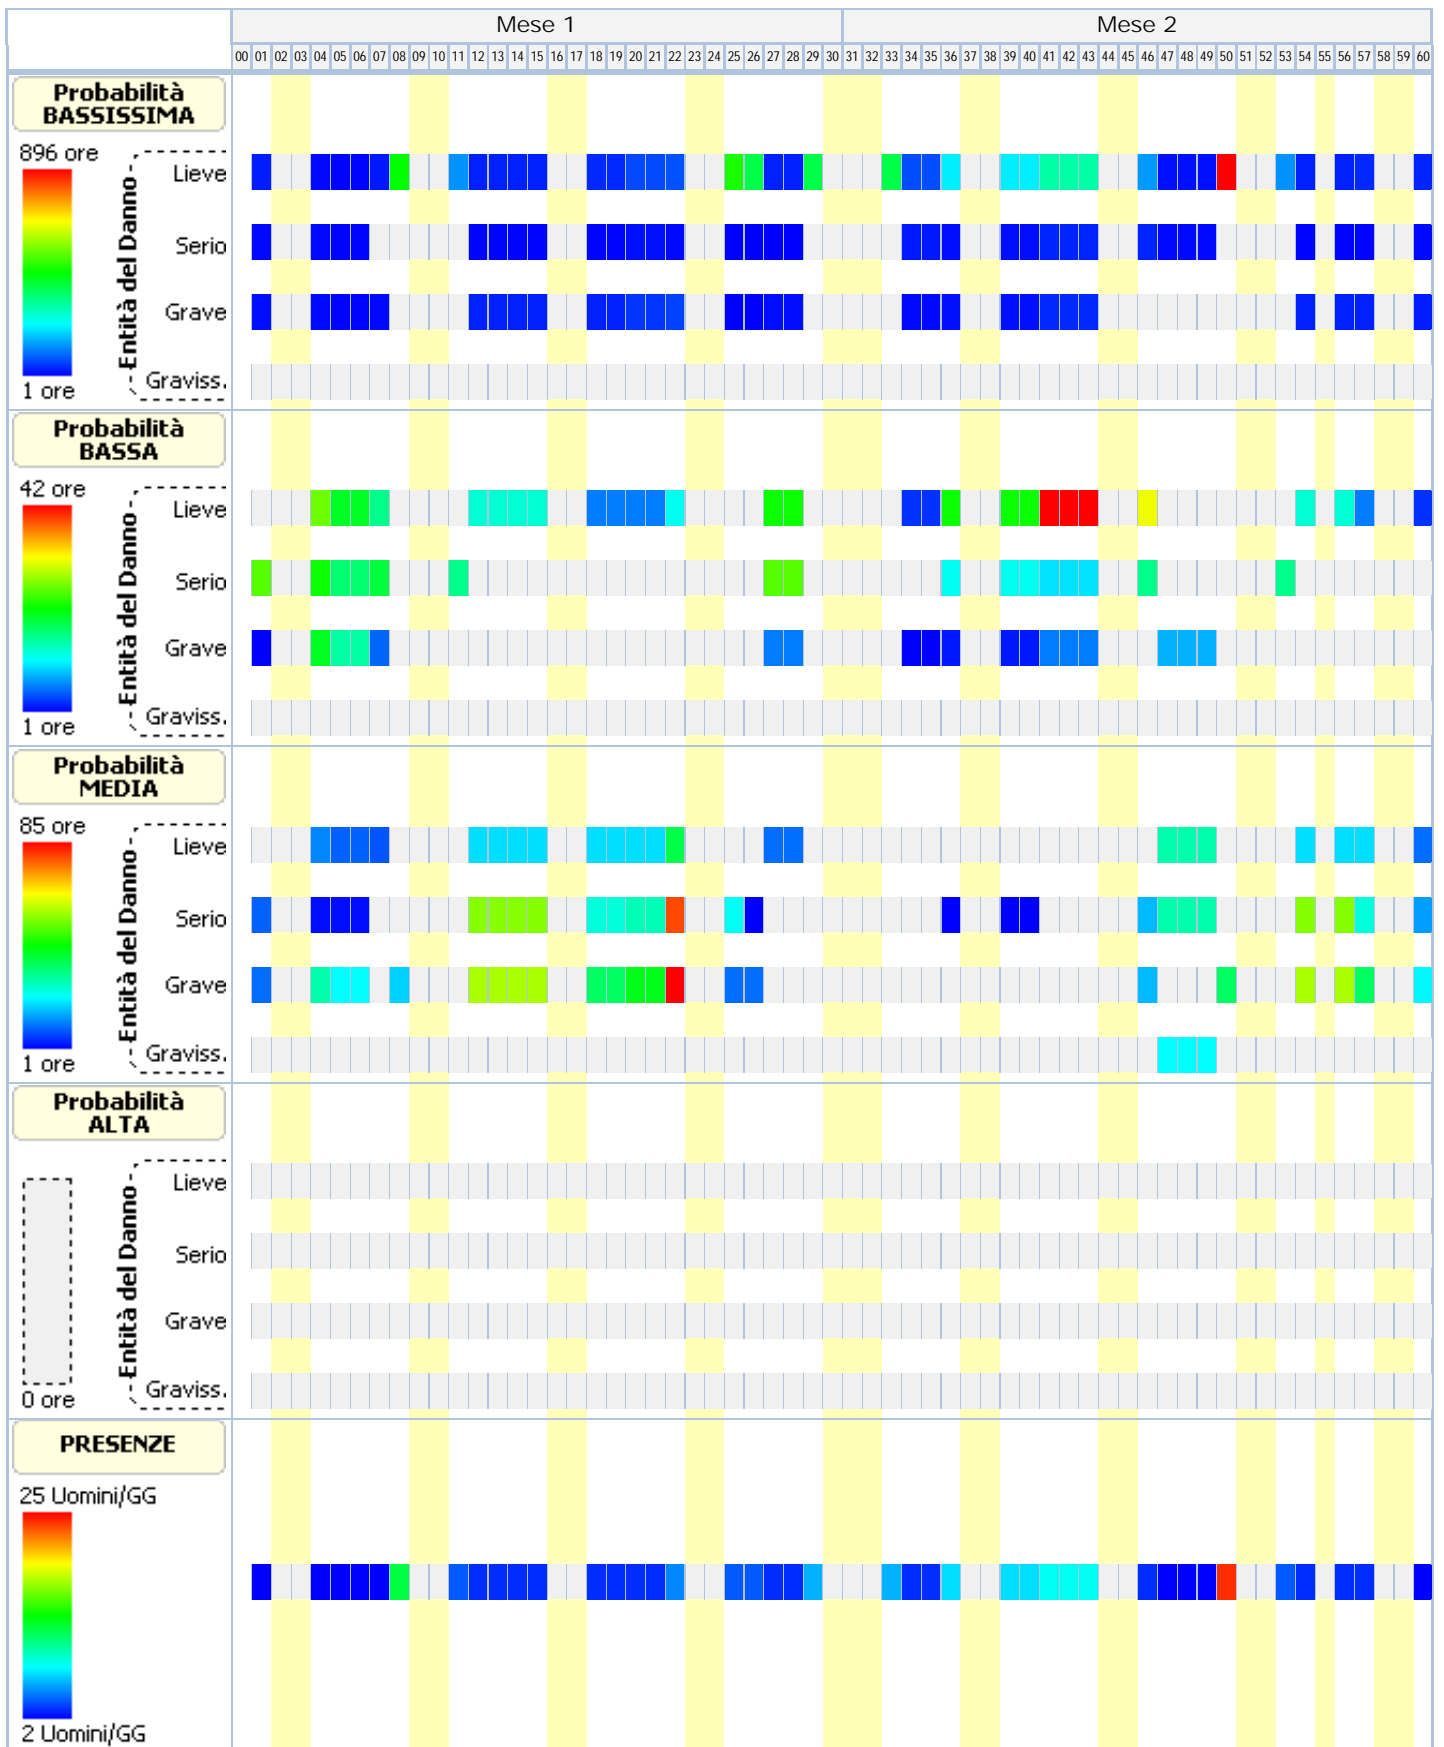 Mese 1 Mese 2
00 01 02 03 04 05 06 07 08 09 10 11 12 13 14 15 16 17 18 19 20 21 22 23 24 25 26 27 28 29 30 31 32 33 34 35 36 37 38 39 40 41 42 43 44 45 46 47 48 49 50 51 52 53 54 55 56 57 58 59 60
Probabilità
BASSISSIMA
896 ore
Entità del Danno
Lieve
Serio
Grave
Graviss.
1 ore
Probabilità
BASSA
42 ore
Entità del Danno
Lieve
Serio
Grave
Graviss.
1 ore
Probabilità
MEDIA
85 ore
Entità del Danno
Lieve
Serio
Grave
Graviss.
1 ore
Probabilità
ALTA
Entità del Danno
Lieve
Serio
Grave
Graviss.
0 ore
PRESENZE
25 Uomini/GG
2 Uomini/GG